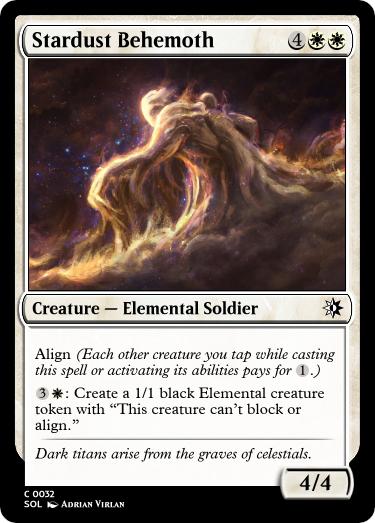 Stardust Behemoth 4
Creature — Elemental Soldier
Align (Each other creature you tap while casting
this spell or activating its abilities pays for 1.)
3: Create a 1/1 black Elemental creature
token with “This creature can’t block or
align.”
Dark titans arise from the graves of celestials.
4/4
C 0032
SOL Adrian Virlan